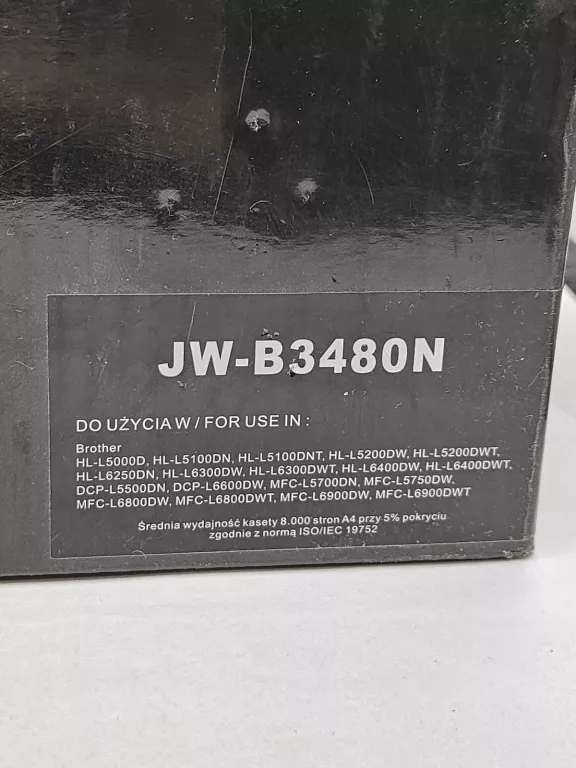 JW-B3480N
DO UŻYCIA W / FOR USE IN :
Brother
HL-L5000D, HL-L5100DN, HL-L5100DNT, HL-L5200DW, HL-L5200DWT,
HL-L6250DN, HL-L6300DW, HL-L6300DWT, HL-L6400DW, HL-L6400DWT,
DCP-L5500DN, DCP-L6600DW, MFC-L5700DN, MFC-L5750DW,
MFC-L6800DW, MFC-L6800DWT, MFC-L6900DW, MFC-L6900DWT
Średnia wydajność kasety 8.000 stron A4 przy 5% pokryciu
zgodnie z normą ISO/IEC 19752